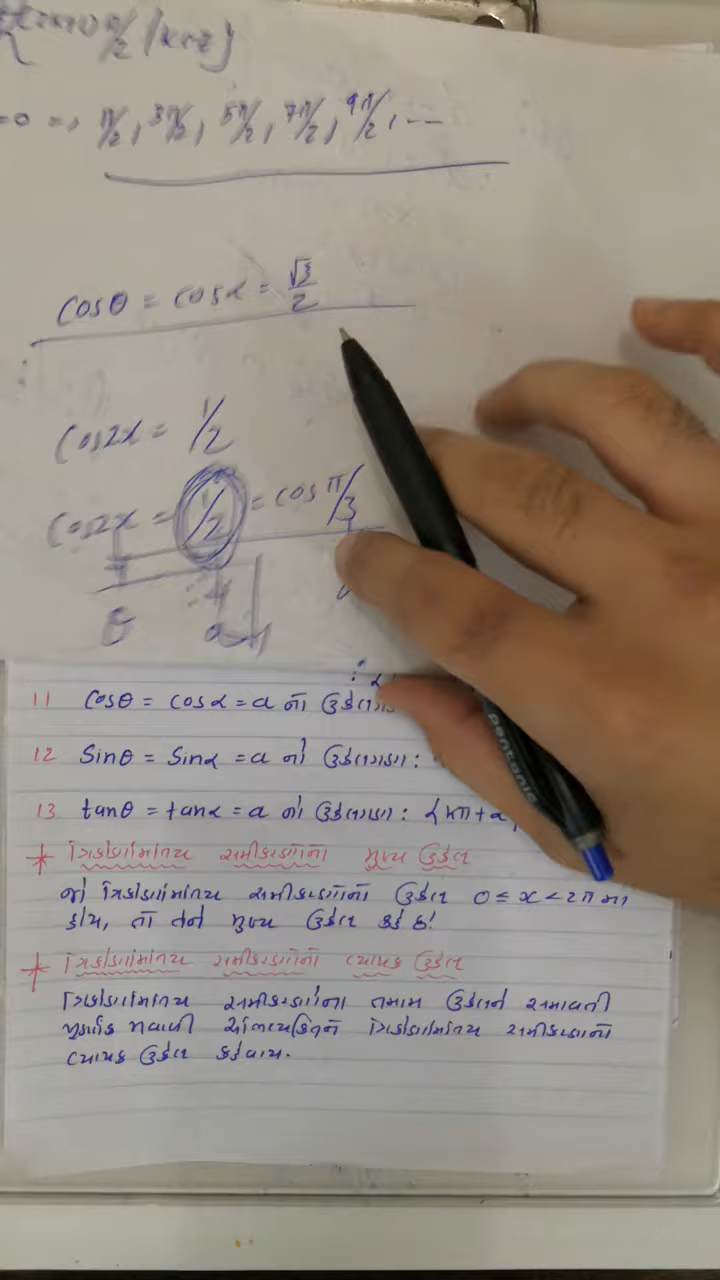 =0 => π/2, 3π/2, 5π/2, 7π/2, 9π/2, ---
cosθ = cosα = √3/2
cos2x = 1/2
cos2x = 1/2 = cos π/3
θ
11 cosθ = cosα = a નો ઉકેલગણ
12 sinθ = sinα = a નો ઉકેલગણ :
13 tanθ = tanα = a નો ઉકેલગણ : {kπ + α,
* ત્રિકોણમિતિય સમીકરણોનો મુખ્ય ઉકેલ
જો ત્રિકોણમિતિય સમીકરણોનો ઉકેલ 0 ≤ x < 2π માં
હોય, તો તેને મુખ્ય ઉકેલ કહે છે!
* ત્રિકોણમિતિય સમીકરણોનો વ્યાપક ઉકેલ
ત્રિકોણમિતિય સમીકરણોના તમામ ઉકેલને સમાવતી
પૂર્ણાંક વાળી ત્રિકોણમિતિય સમીકરણનો
વ્યાપક ઉકેલ કહેવાય.
pentonic